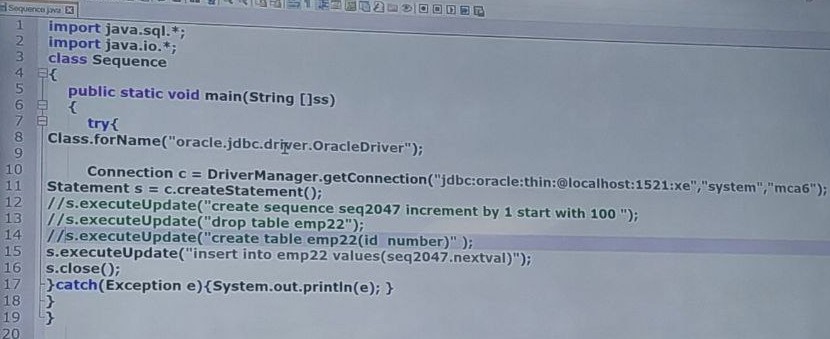 Sequence.java
1 import java.sql.*;
2 import java.io.*;
3 class Sequence
4 {
5 public static void main(String []ss)
6 {
7 try{
8 Class.forName("oracle.jdbc.driver.OracleDriver");
9
10 Connection c = DriverManager.getConnection("jdbc:oracle:thin:@localhost:1521:xe","system","mca6");
11 Statement s = c.createStatement();
12 //s.executeUpdate("create sequence seq2047 increment by 1 start with 100 ");
13 //s.executeUpdate("drop table emp22");
14 //s.executeUpdate("create table emp22(id number)" );
15 s.executeUpdate("insert into emp22 values(seq2047.nextval)");
16 s.close();
17 }catch(Exception e){System.out.println(e); }
18 }
19 }
20